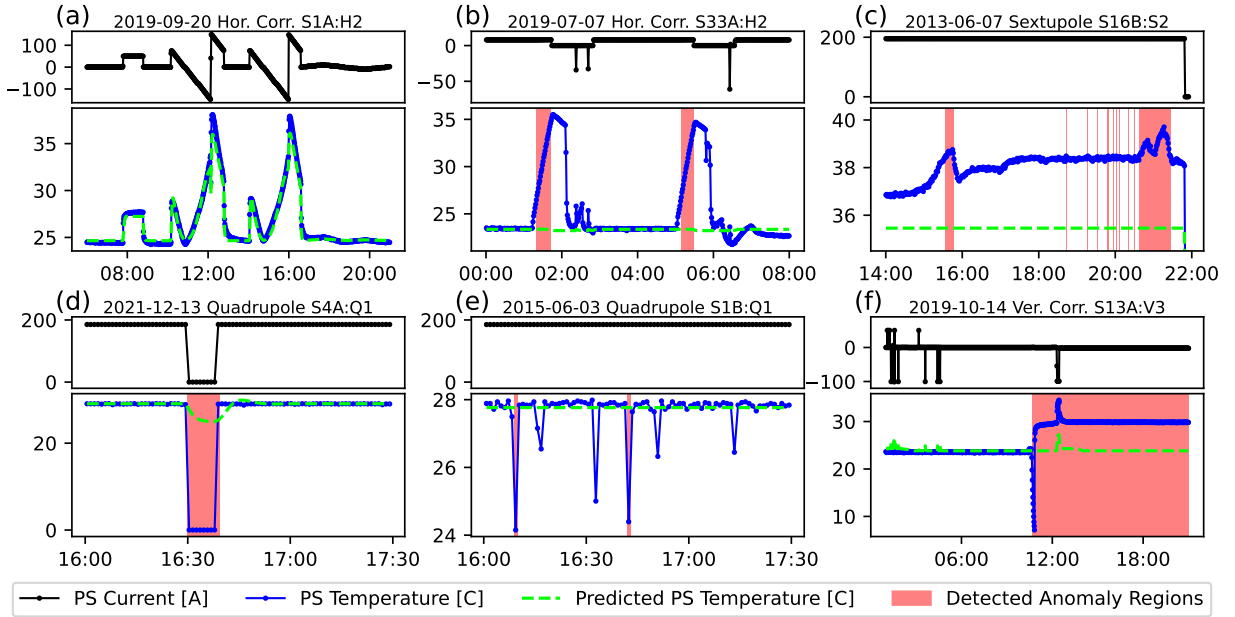 (a)
2019-09-20 Hor. Corr. S1A:H2
100
0
−100
35
30
25
08:00 12:00 16:00 20:00
(b)
2019-07-07 Hor. Corr. S33A:H2
0
−50
35
29
23
00:00 02:00 04:00 06:00 08:00
(c)
2013-06-07 Sextupole S16B:S2
200
0
40
38
36
14:00 16:00 18:00 20:00 22:00
(d)
2021-12-13 Quadrupole S4A:Q1
200
0
20
0
16:00 16:30 17:00 17:30
(e)
2015-06-03 Quadrupole S1B:Q1
200
0
28
26
24
16:00 16:30 17:00 17:30
(f)
2019-10-14 Ver. Corr. S13A:V3
0
−100
30
20
10
06:00 12:00 18:00
PS Current [A] PS Temperature [C] Predicted PS Temperature [C] Detected Anomaly Regions